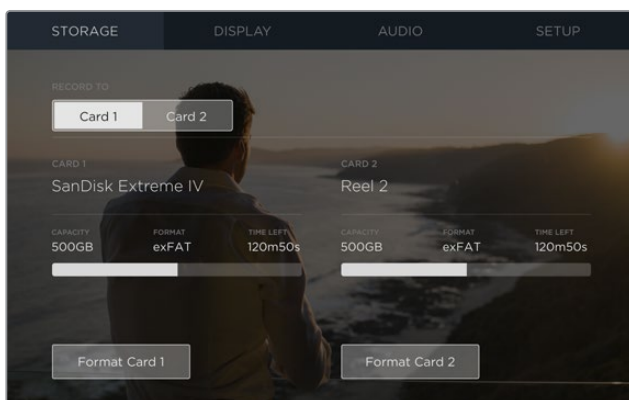 STORAGE DISPLAY AUDIO SETUP
RECORD TO
Card 1 Card 2
CARD 1 CARD 2
SanDisk Extreme IV Reel 2
CAPACITY FORMAT TIME LEFT CAPACITY FORMAT TIME LEFT
500GB exFAT 120m50s 500GB exFAT 120m50s
Format Card 1 Format Card 2